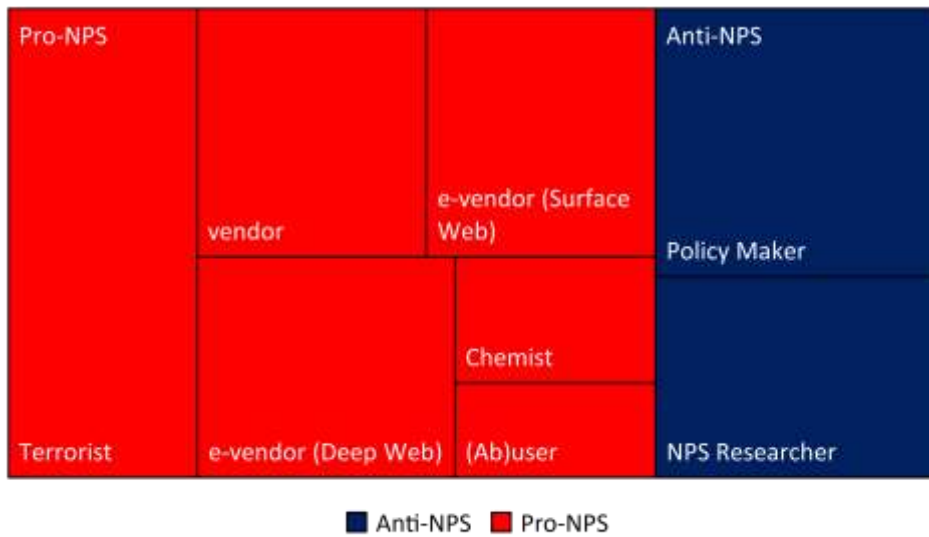 Pro-NPS
Anti-NPS
vendor
e-vendor (Surface
Web)
Policy Maker
Chemist
Terrorist
e-vendor (Deep Web)
(Ab)user
NPS Researcher
Anti-NPS
Pro-NPS